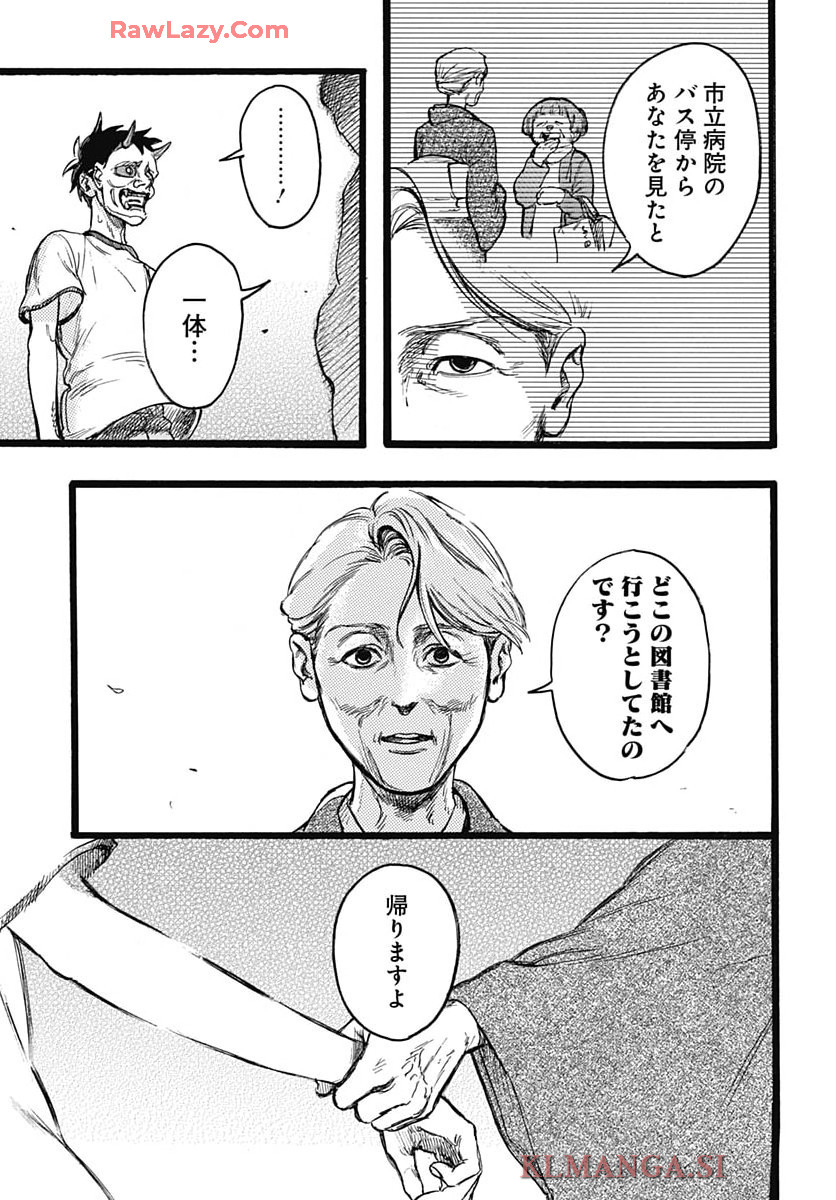 RawLazy.Com
市立病院の
バス停から
あなたを見たと
………!
一体…
どこの図書館へ
行こうとしてたの
です？
帰りますよ
KLMANGA.SI